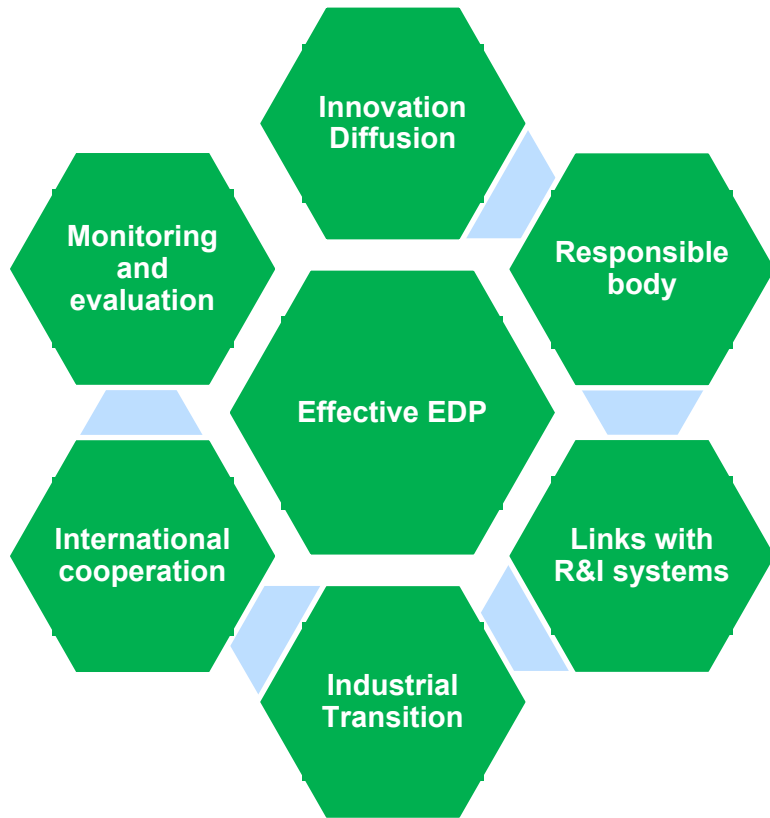 Innovation
Diffusion
Responsible
body
Links with
R&I systems
Industrial
Transition
International
cooperation
Monitoring
and
evaluation
Effective EDP